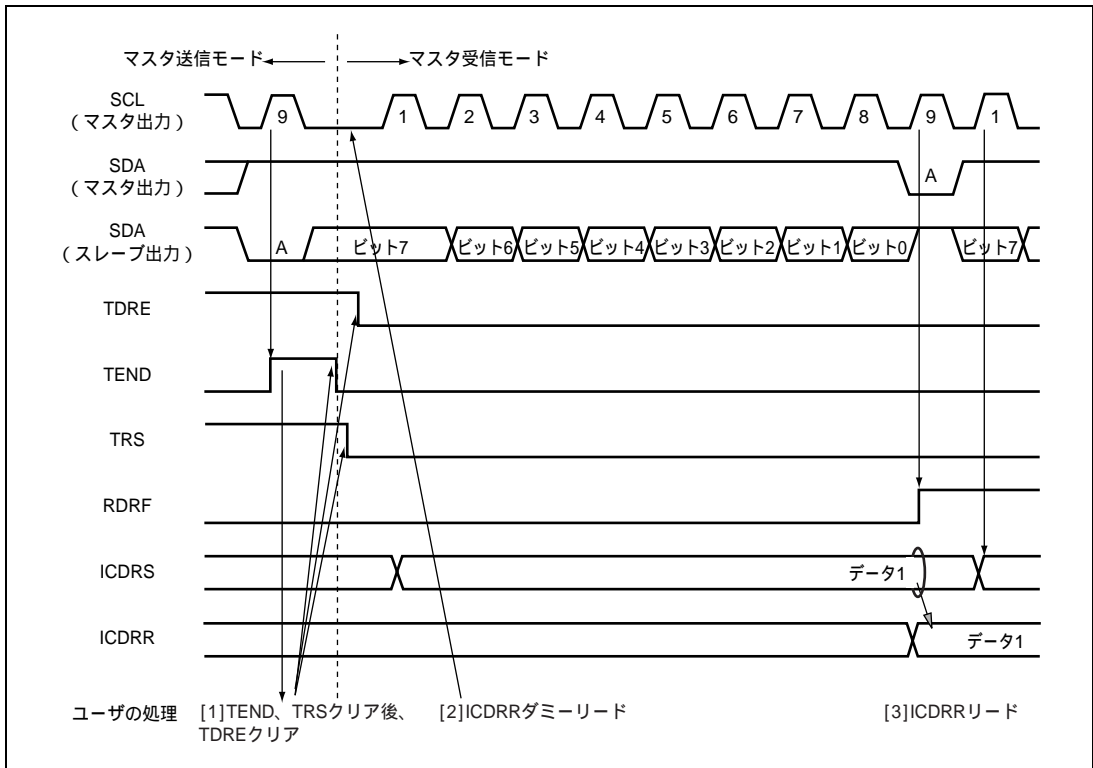 マスタ送信モード マスタ受信モード
SCL
(マスタ出力)
9 1 2 3 4 5 6 7 8 9 1
SDA
(マスタ出力)
A
SDA
(スレーブ出力)
A ビット7 ビット6 ビット5 ビット4 ビット3 ビット2 ビット1 ビット0 ビット7
TDRE
TEND
TRS
RDRF
ICDRS
データ1
ICDRR
データ1
ユーザの処理 [1]TEND、TRSクリア後、 [2]ICDRRダミーリード [3]ICDRRリード
TDREクリア